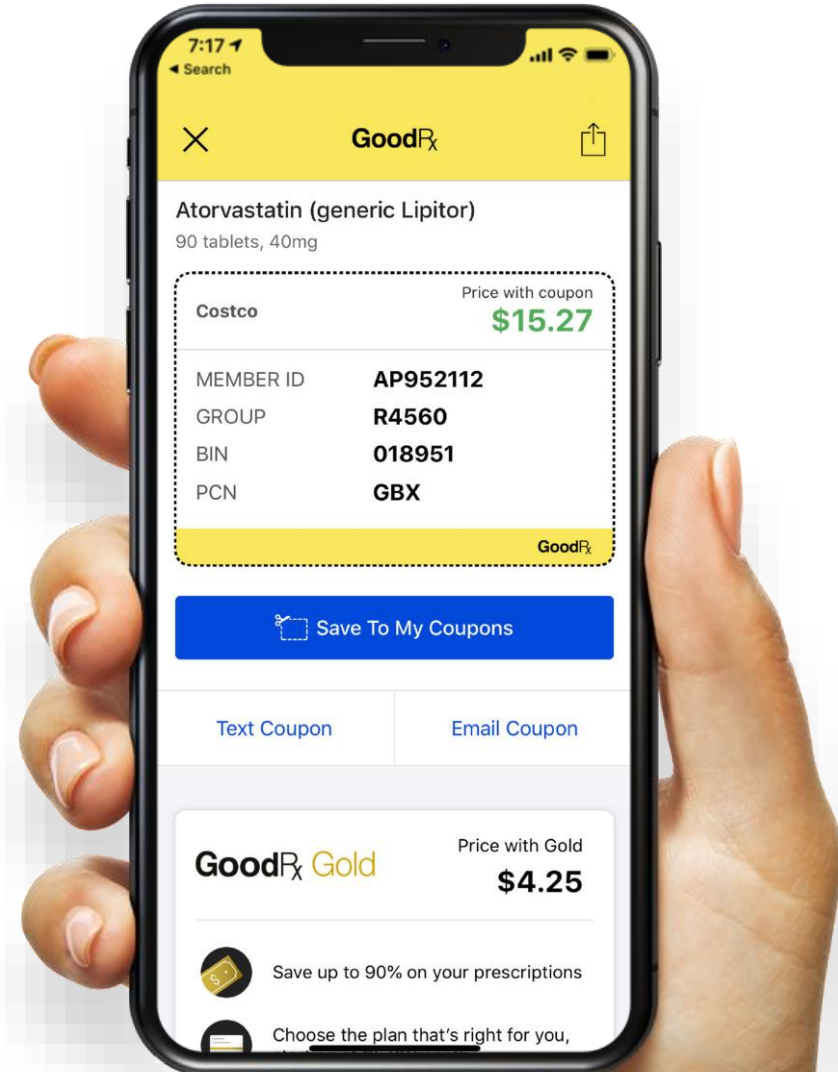 7:17
Search
GoodRx
Atorvastatin (generic Lipitor)
90 tablets, 40mg
Costco
Price with coupon
$15.27
MEMBER ID AP952112
GROUP R4560
BIN 018951
PCN GBX
GoodRx
Save To My Coupons
Text Coupon Email Coupon
GoodRx Gold
Price with Gold
$4.25
Save up to 90% on your prescriptions
Choose the plan that's right for you,